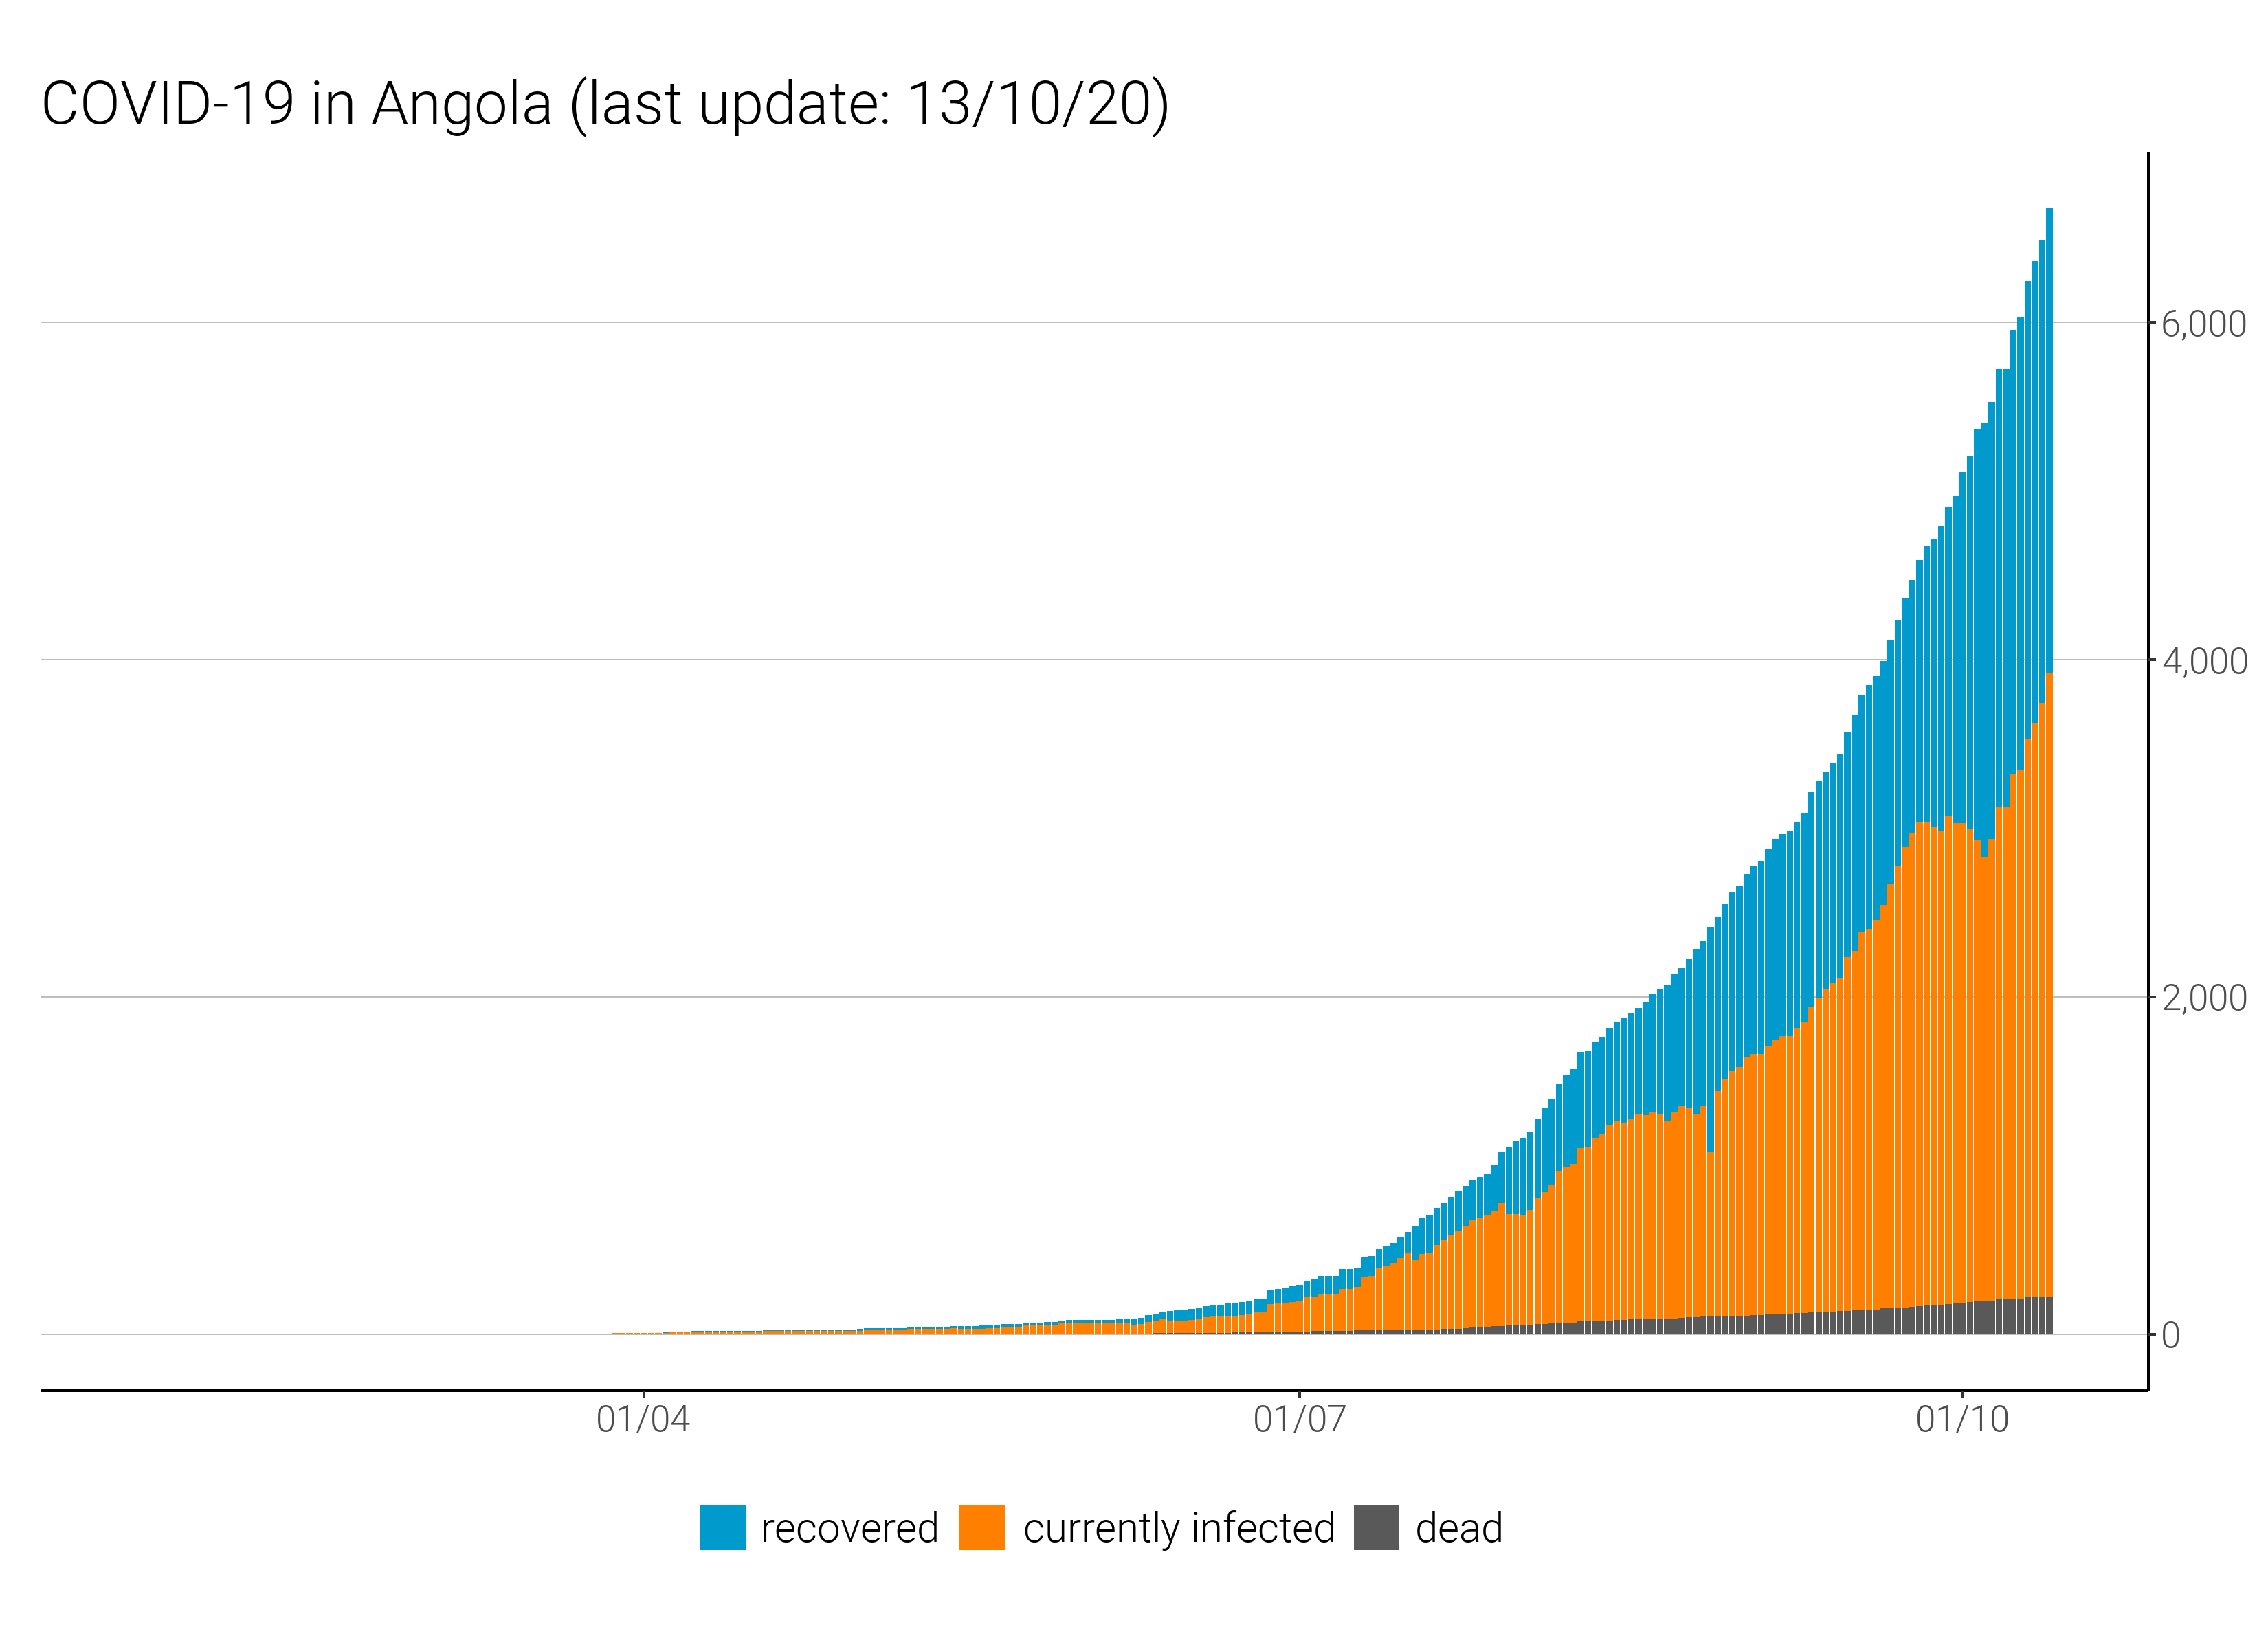 COVID-19 in Angola (last update: 13/10/20)
6,000
4,000
2,000
0
01/04 01/07 01/10
recovered currently infected dead